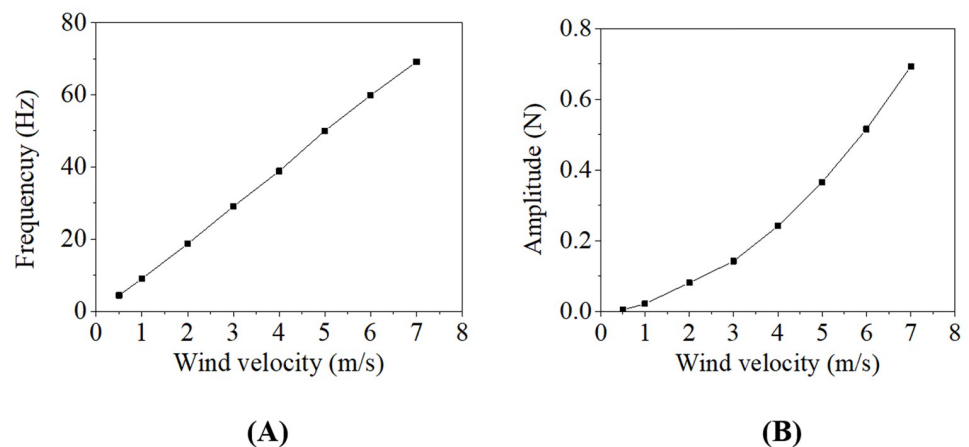 80
60
40
20
0
Frequencuy (Hz)
0 1 2 3 4 5 6 7 8
Wind velocity (m/s)
(A)
0.8
0.6
0.4
0.2
0.0
Amplitude (N)
0 1 2 3 4 5 6 7 8
Wind velocity (m/s)
(B)